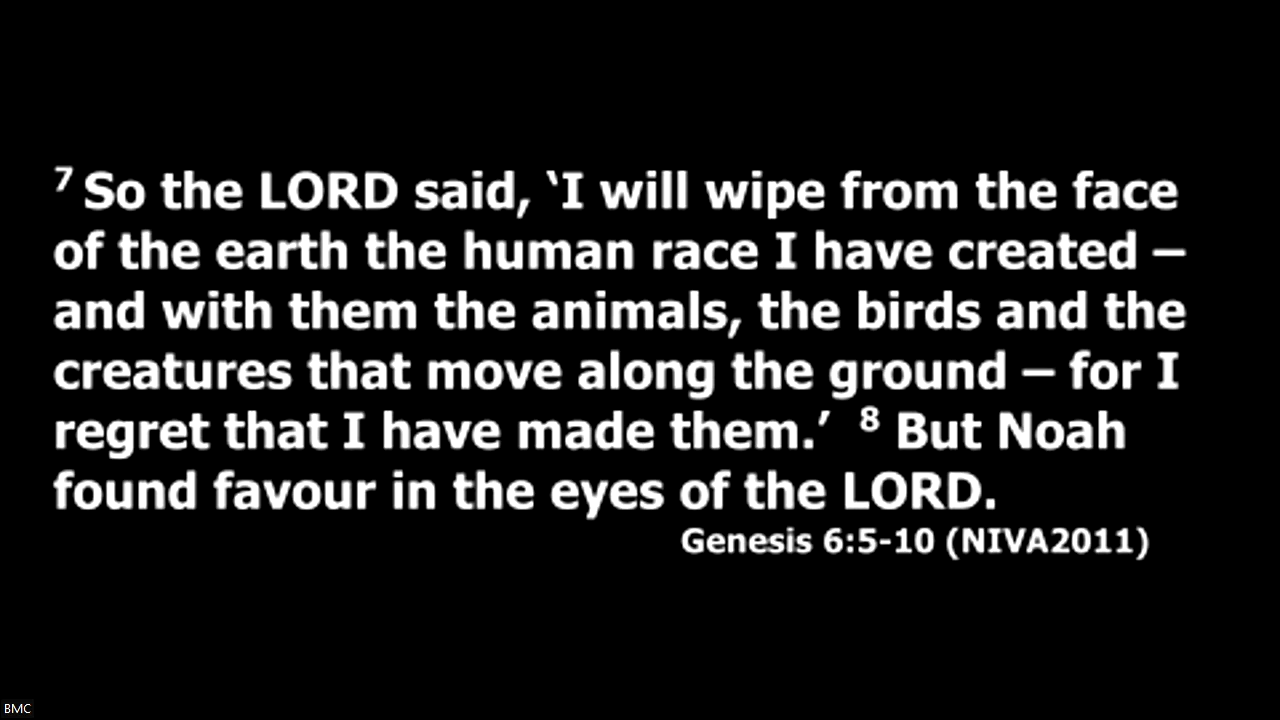 ⁷ So the LORD said, ‘I will wipe from the face
of the earth the human race I have created –
and with them the animals, the birds and the
creatures that move along the ground – for I
regret that I have made them.’ ⁸ But Noah
found favour in the eyes of the LORD.
Genesis 6:5-10 (NIVA2011)
BMC